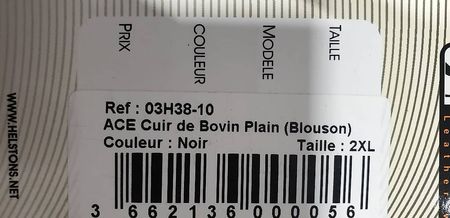 PRIX
COULEUR
MODELE
TAILLE
WWW.HELSTONS.NET
Ref : 03H38-10
ACE Cuir de Bovin Plain (Blouson)
Couleur : Noir Taille : 2XL
3 662136 000056
Leather